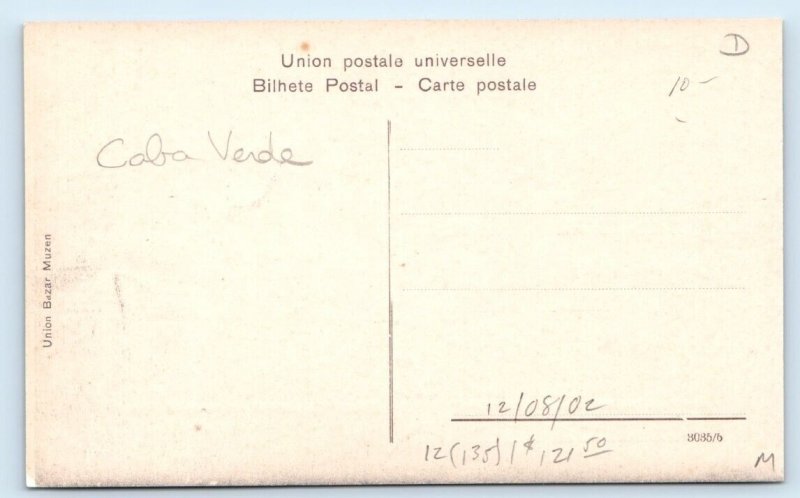 D
Union postale universelle
Bilhete Postal – Carte postale
10-
Caba Verde
Union Bazar Muzen
12/08/02
3035/6
12(135) 1$ 121 50
M